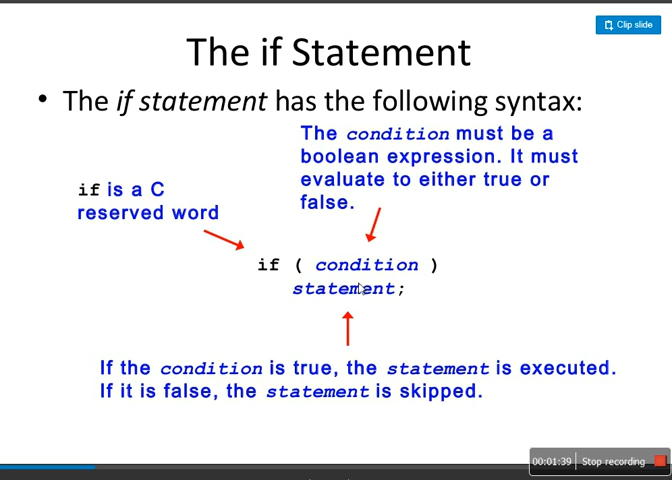 Clip slide
The if Statement
• The if statement has the following syntax:
The condition must be a
boolean expression. It must
evaluate to either true or
false.
if is a C
reserved word
if ( condition )
statement;
If the condition is true, the statement is executed.
If it is false, the statement is skipped.
00:01:39 Stop recording